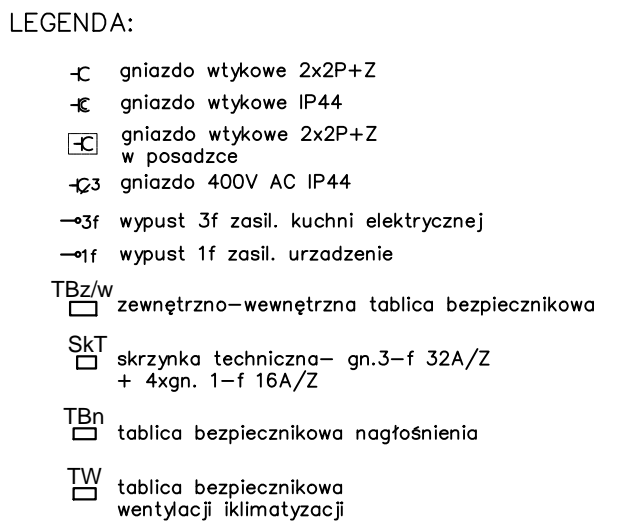 LEGENDA:
gniazdo wtykowe 2x2P+Z
gniazdo wtykowe IP44
gniazdo wtykowe 2x2P+Z
w posadzce
3 gniazdo 400V AC IP44
3f wypust 3f zasil. kuchni elektrycznej
1f wypust 1f zasil. urzadzenie
TBz/w
zewnętrzno-wewnętrzna tablica bezpiecznikowa
SkT
skrzynka techniczna- gn.3-f 32A/Z
+ 4xgn. 1-f 16A/Z
TBn
tablica bezpiecznikowa nagłośnienia
TW
tablica bezpiecznikowa
wentylacji iklimatyzacji